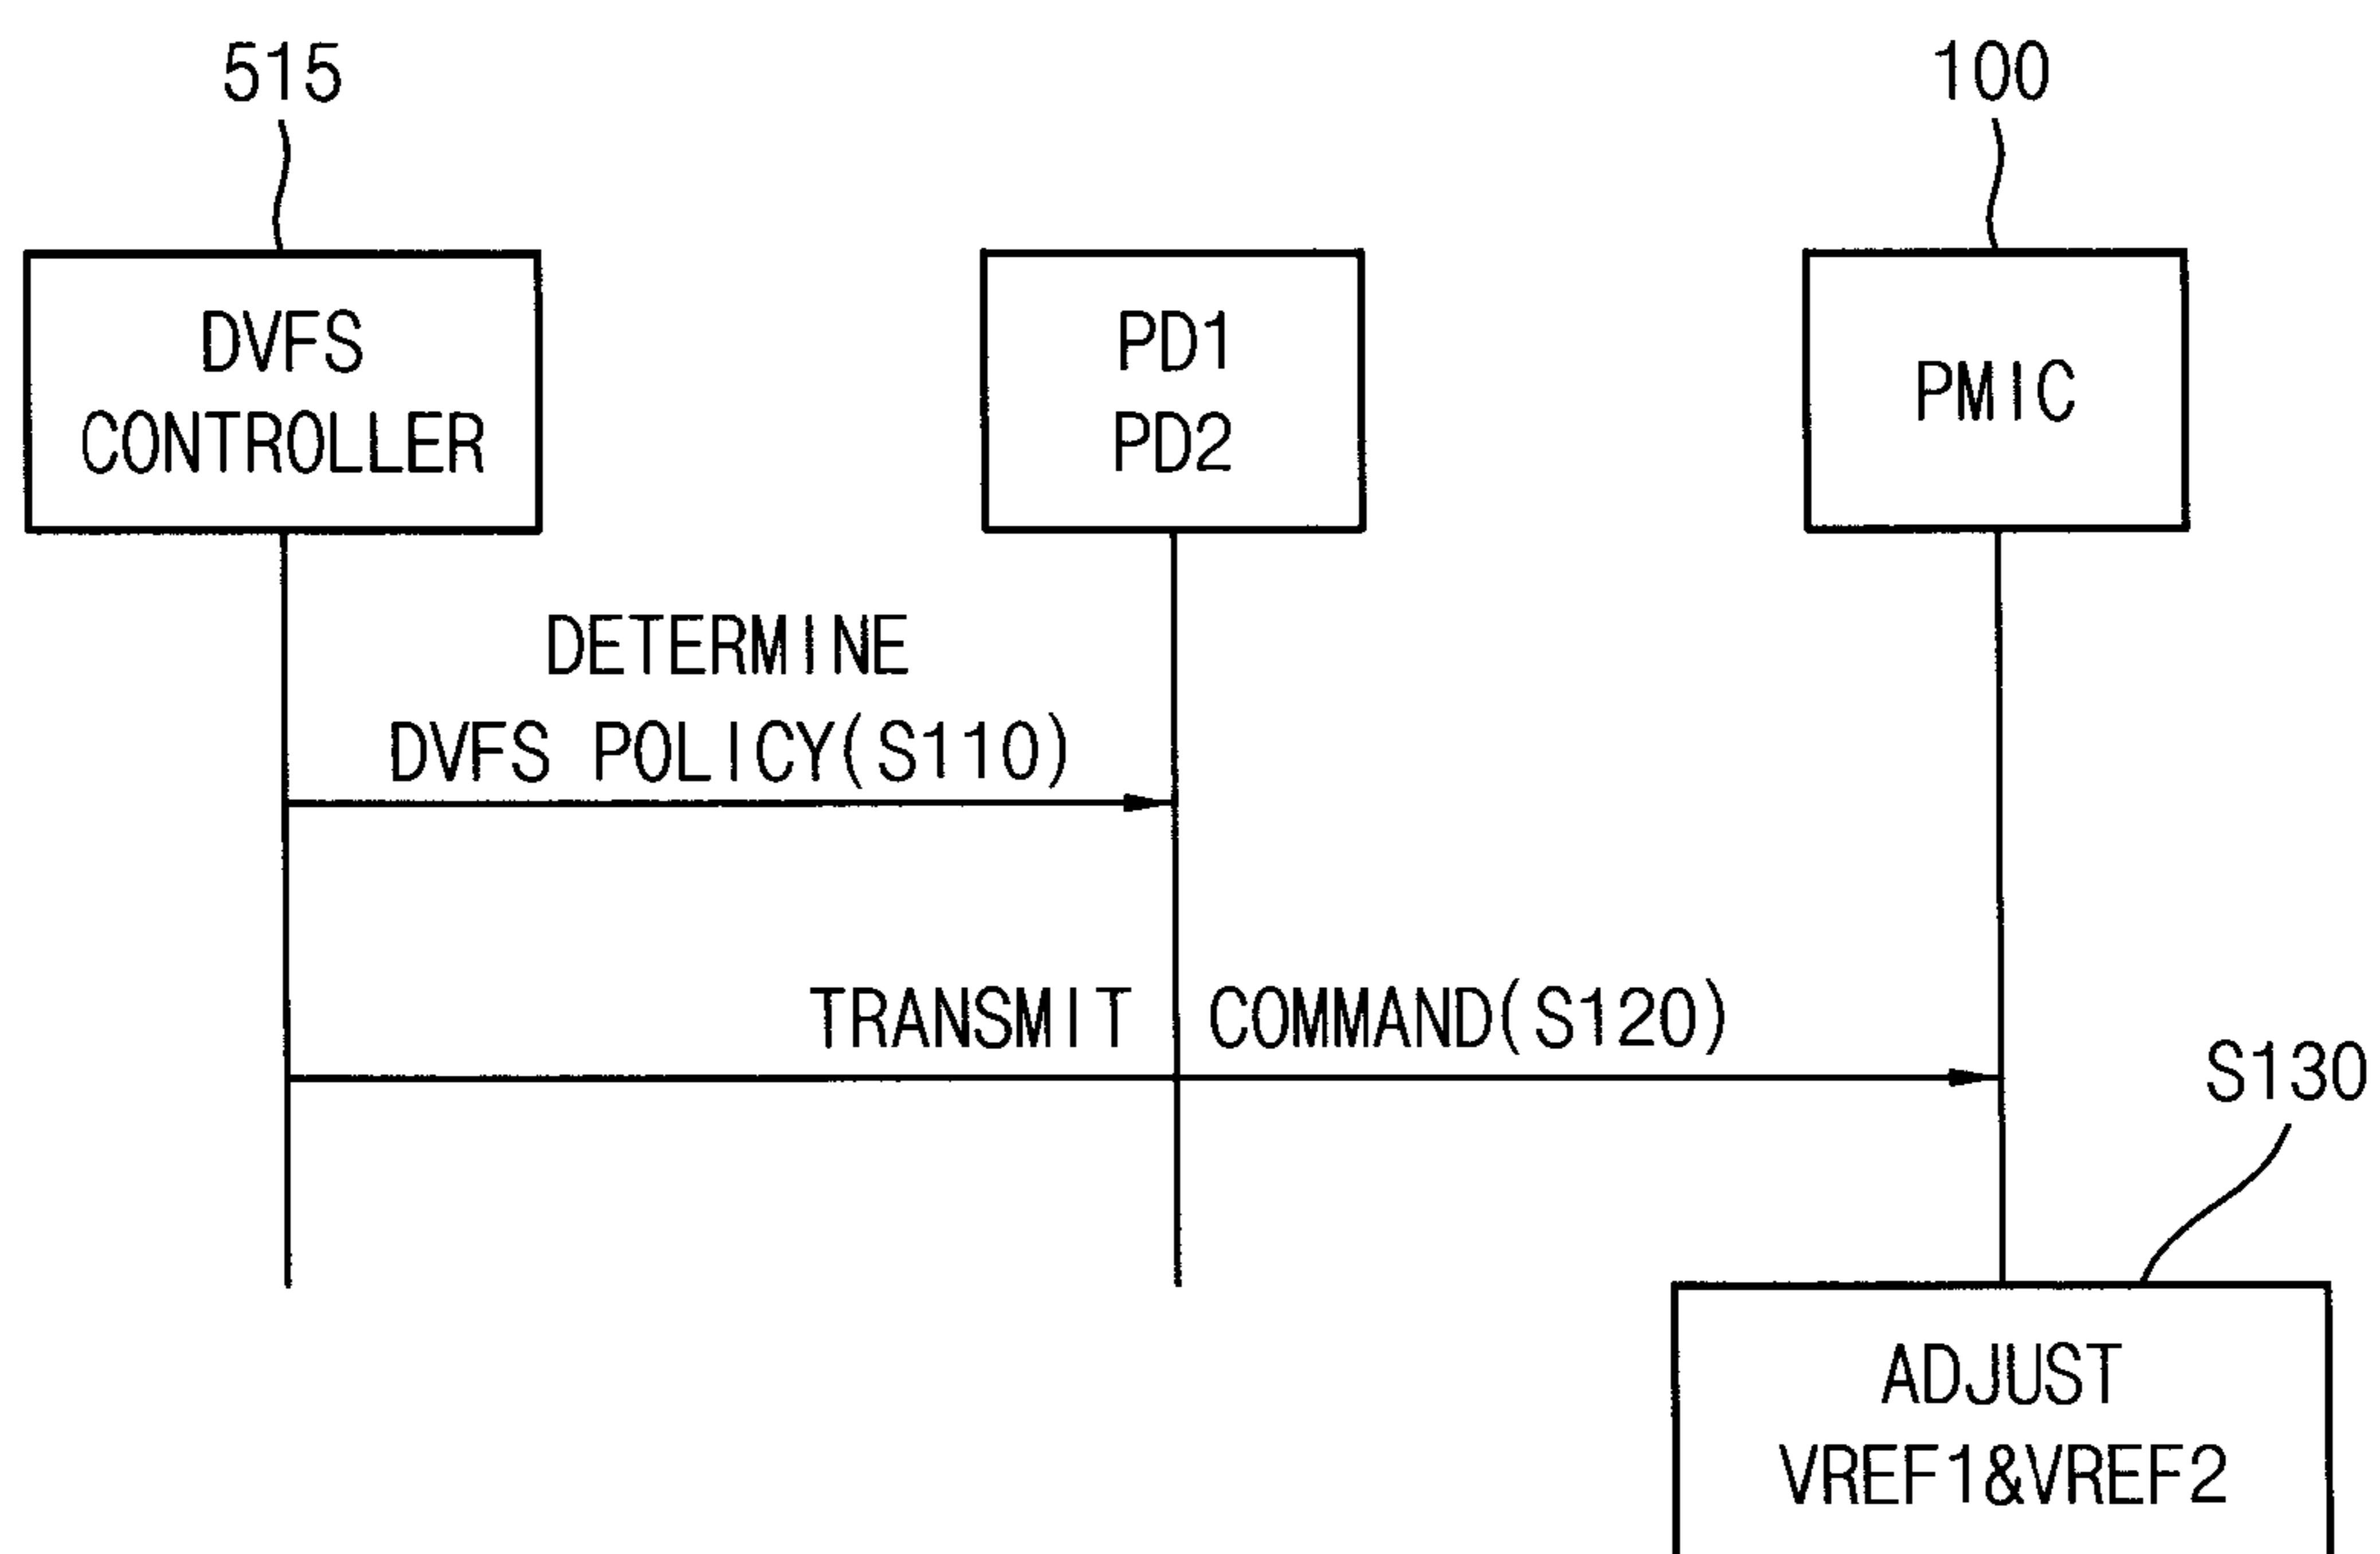 515
100
DVFS
CONTROLLER
PD1
PD2
PMIC
DETERMINE
DVFS POLICY(S110)
TRANSMIT COMMAND(S120)
S130
ADJUST
VREF1&VREF2